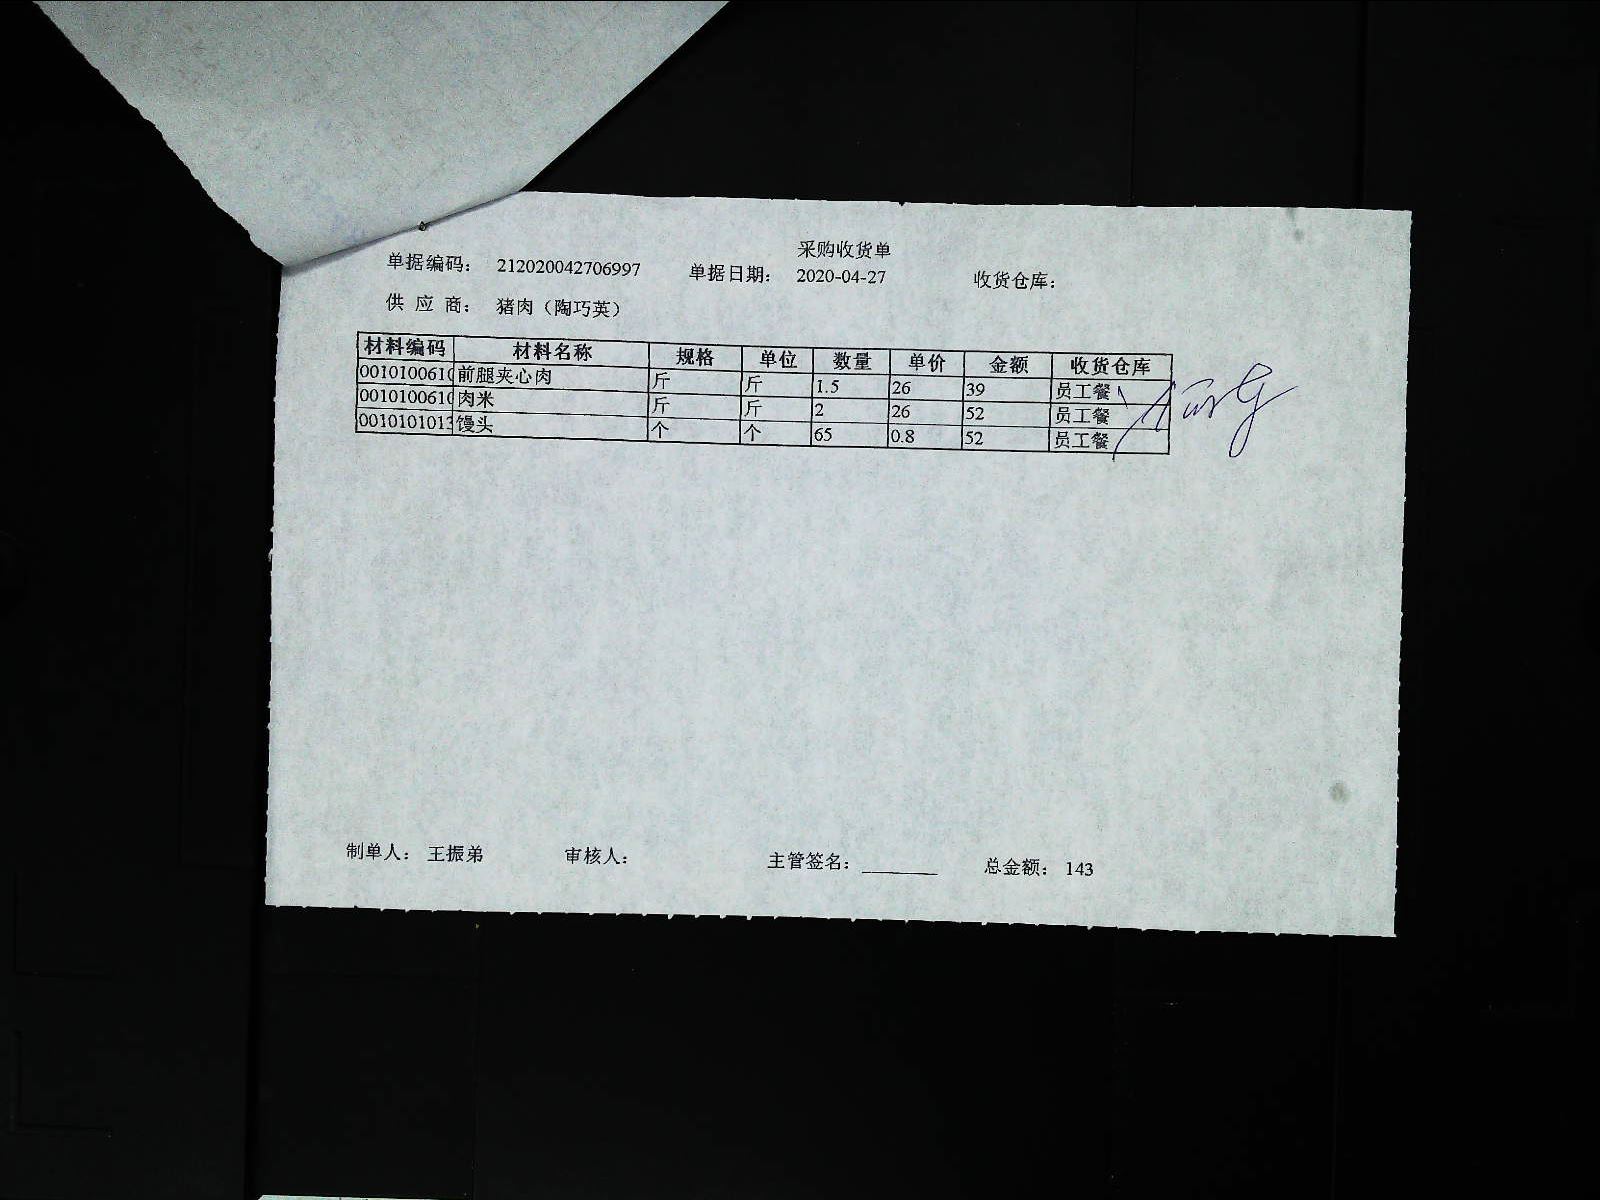 采购收货单
单据编码： 212020042706997 单据日期： 2020-04-27 收货仓库：
供 应 商： 猪肉（陶巧英）
材料编码 材料名称 规格 单位 数量 单价 金额 收货仓库
0010100610 前腿夹心肉 斤 斤 1.5 26 39 员工餐
0010100610 肉米 斤 斤 2 26 52 员工餐
0010101013 馒头 个 个 65 0.8 52 员工餐
制单人： 王振弟 审核人： 主管签名： 总金额： 143